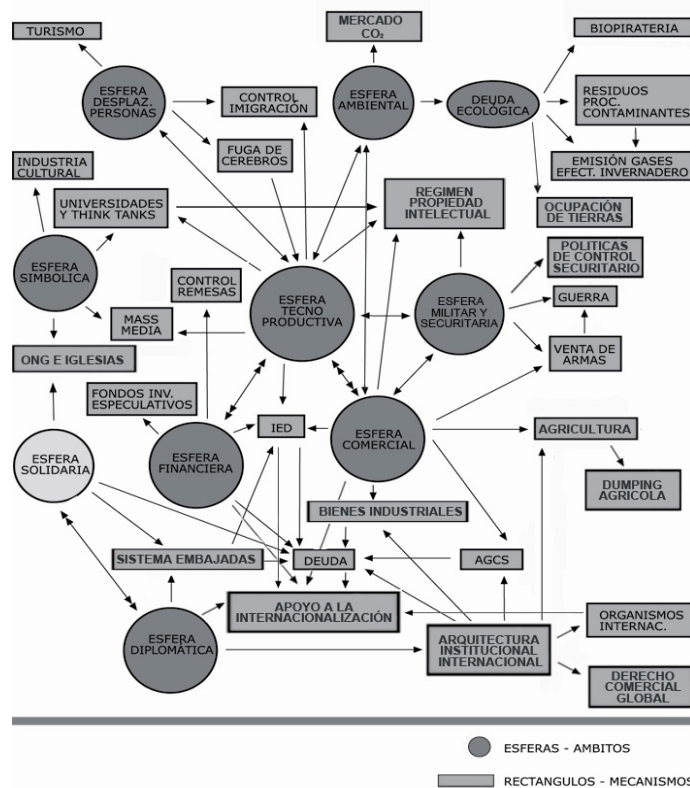 TURISMO
MERCADO
CO₂
BIOPIRATERIA
ESFERA
DESPLAZ.
PERSONAS
CONTROL
IMIGRACIÓN
ESFERA
AMBIENTAL
DEUDA
ECOLÓGICA
RESIDUOS
PROC.
CONTAMINANTES
FUGA DE
CEREBROS
EMISIÓN GASES
EFECT. INVERNADERO
INDUSTRIA
CULTURAL
UNIVERSIDADES
Y THINK TANKS
REGIMEN
PROPIEDAD
INTELECTUAL
OCUPACIÓN
DE TIERRAS
ESFERA
SIMBOLICA
CONTROL
REMESAS
ESFERA
TECNO
PRODUCTIVA
ESFERA
MILITAR Y
SECURITARIA
POLITICAS
DE CONTROL
SECURITARIO
GUERRA
MASS
MEDIA
VENTA DE
ARMAS
ONG E IGLESIAS
FONDOS INV.
ESPECULATIVOS
IED
ESFERA
COMERCIAL
AGRICULTURA
ESFERA
SOLIDARIA
ESFERA
FINANCIERA
DUMPING
AGRICOLA
BIENES INDUSTRIALES
SISTEMA EMBAJADAS
DEUDA
AGCS
APOYO A LA
INTERNACIONALIZACIÓN
ORGANISMOS
INTERNAC.
ESFERA
DIPLOMÁTICA
ARQUITECTURA
INSTITUCIONAL
INTERNACIONAL
DERECHO
COMERCIAL
GLOBAL
ESFERAS - AMBITOS
RECTANGULOS - MECANISMOS